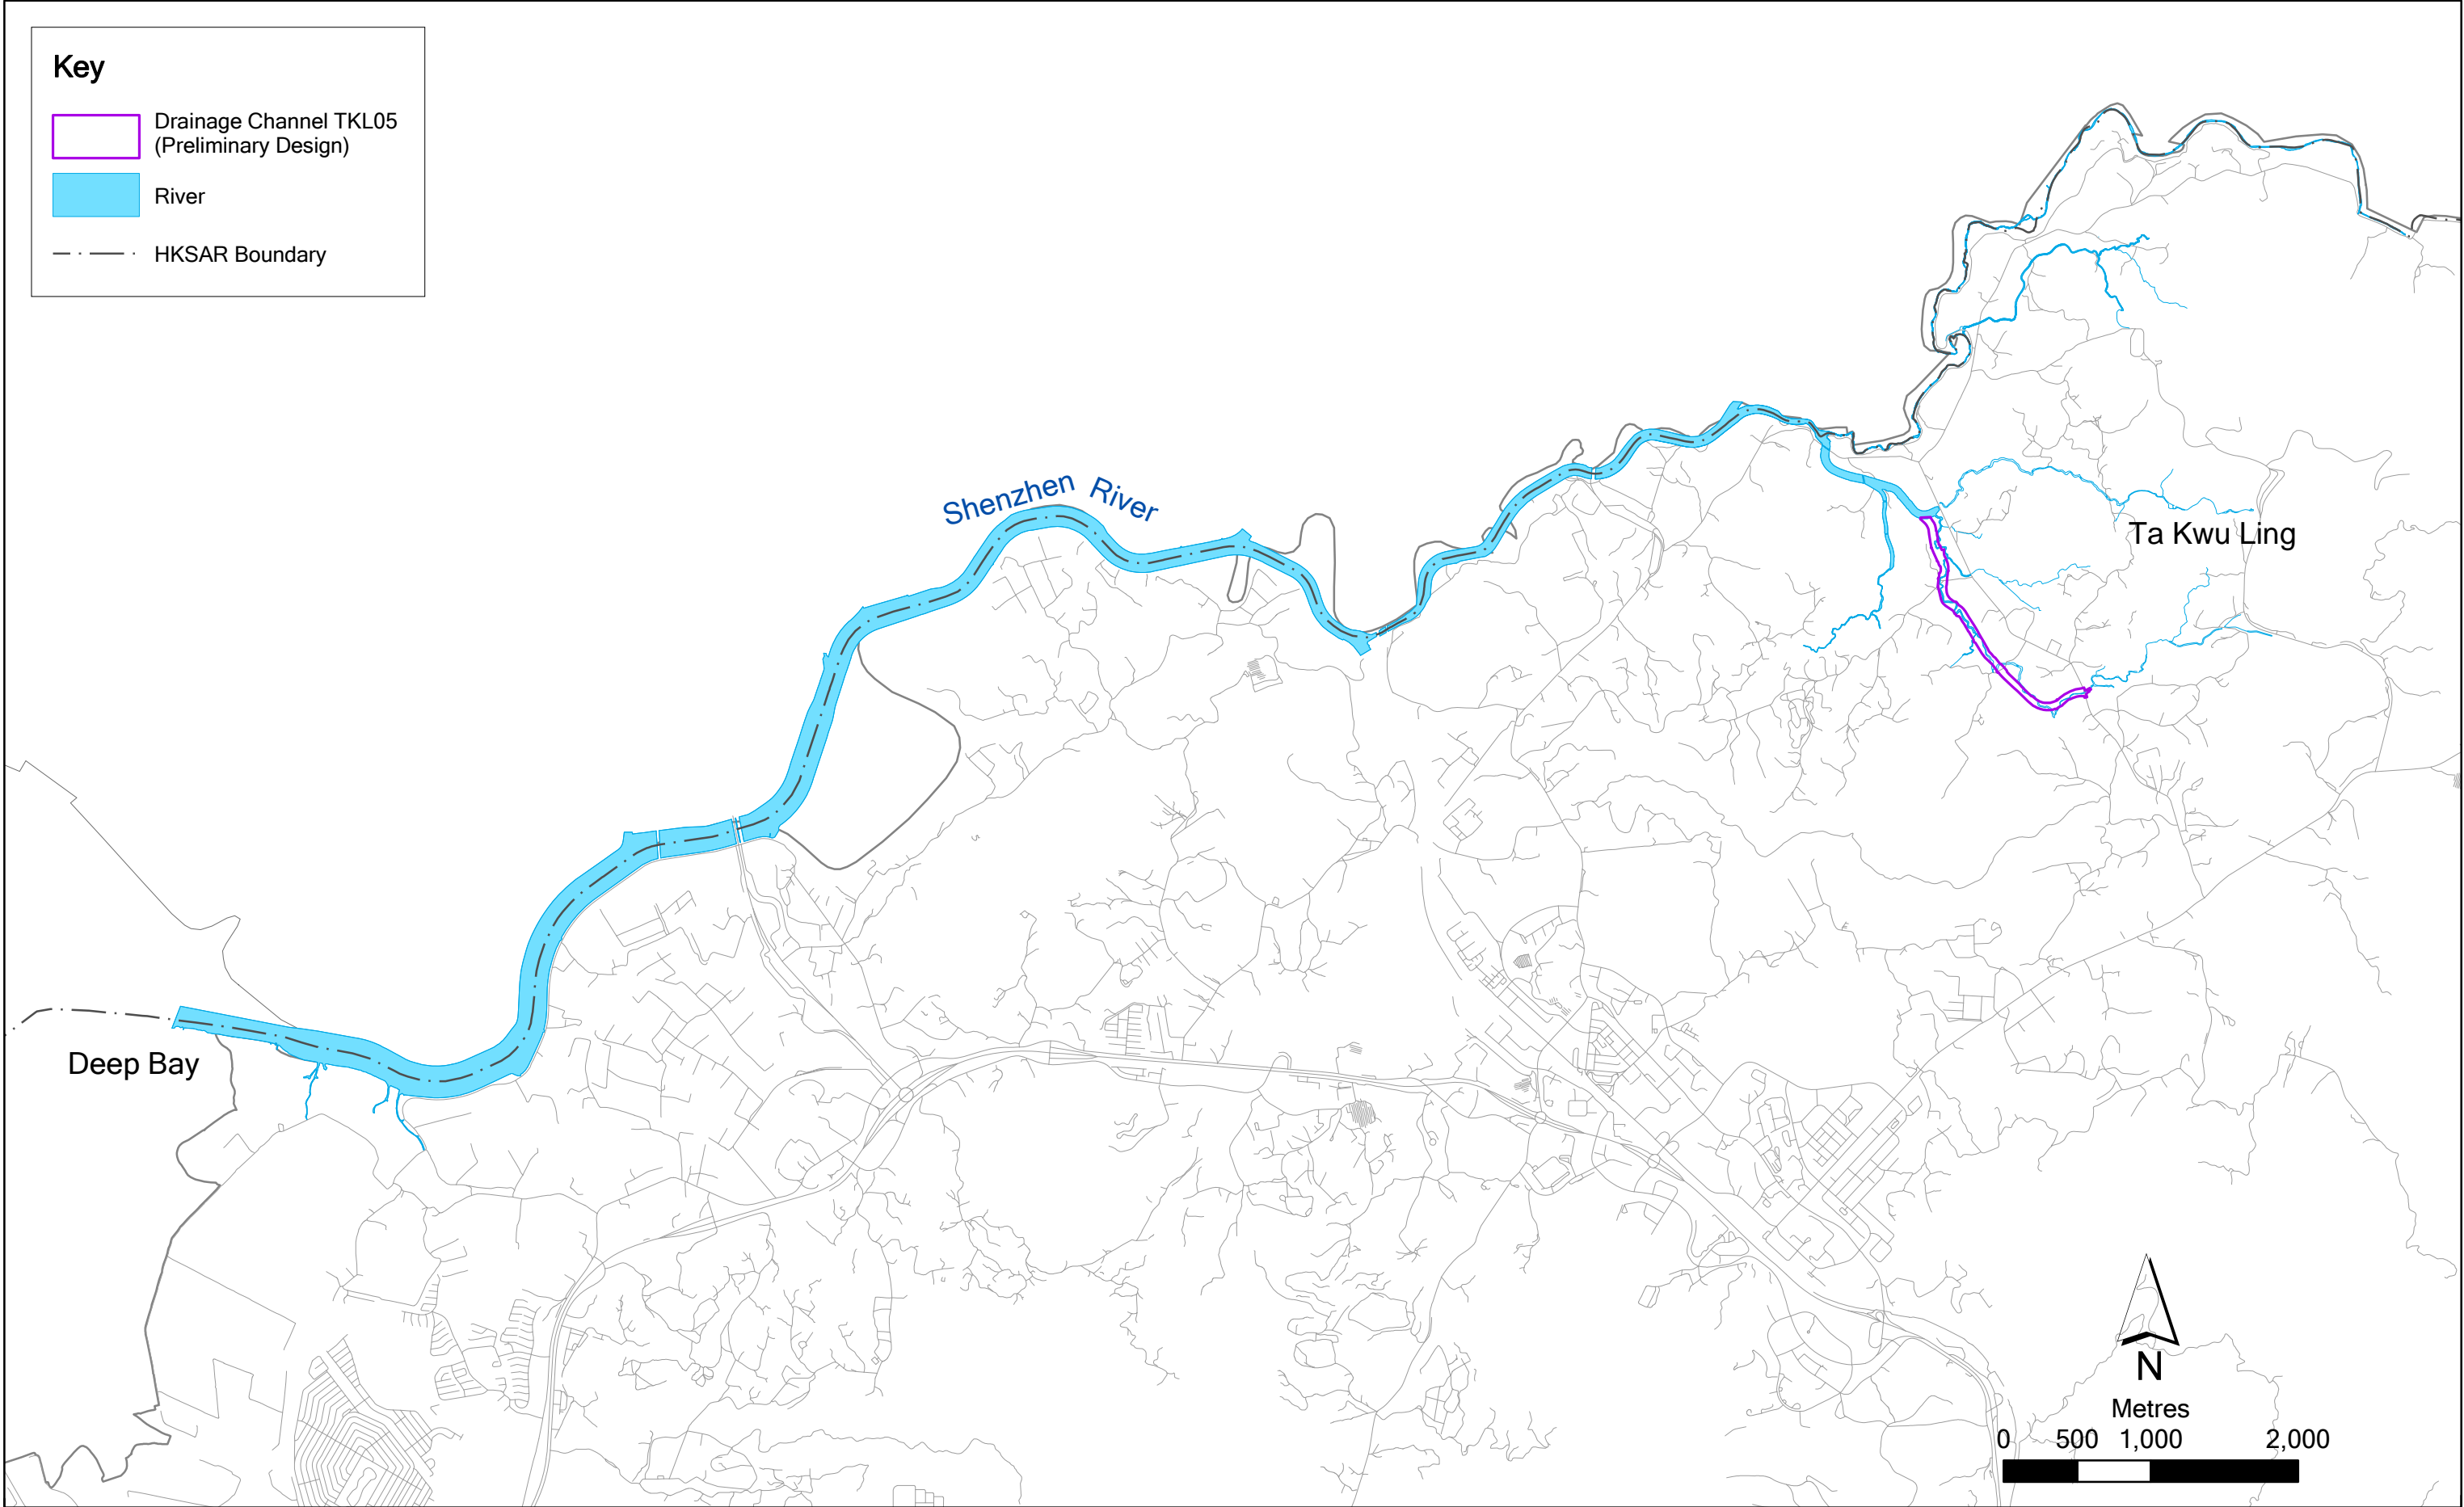 Key
Drainage Channel TKL05
(Preliminary Design)
River
HKSAR Boundary
Shenzhen River
Ta Kwu Ling
Deep Bay
N
Metres
0 500 1,000 2,000